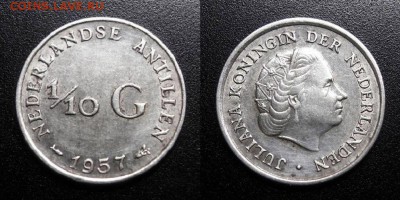 NEDERLANDSE ANTILLEN
1/10 G
1957
JULIANA KONINGIN DER NEDERLANDEN